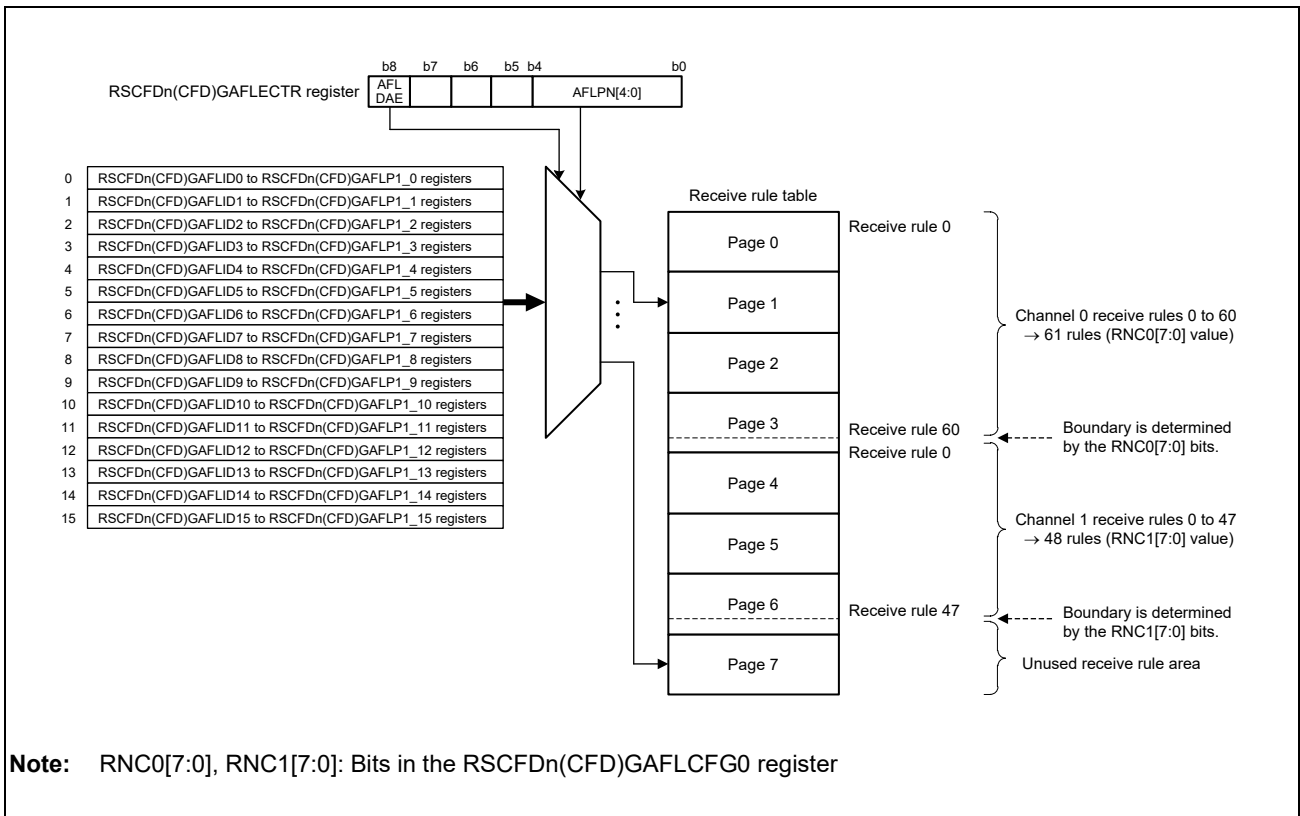 b8 b7 b6 b5 b4 b0
RSCFDn(CFD)GAFLECTR register
AFL
DAE
AFLPN[4:0]
0 RSCFDn(CFD)GAFLID0 to RSCFDn(CFD)GAFLP1_0 registers
1 RSCFDn(CFD)GAFLID1 to RSCFDn(CFD)GAFLP1_1 registers
2 RSCFDn(CFD)GAFLID2 to RSCFDn(CFD)GAFLP1_2 registers
3 RSCFDn(CFD)GAFLID3 to RSCFDn(CFD)GAFLP1_3 registers
4 RSCFDn(CFD)GAFLID4 to RSCFDn(CFD)GAFLP1_4 registers
5 RSCFDn(CFD)GAFLID5 to RSCFDn(CFD)GAFLP1_5 registers
6 RSCFDn(CFD)GAFLID6 to RSCFDn(CFD)GAFLP1_6 registers
7 RSCFDn(CFD)GAFLID7 to RSCFDn(CFD)GAFLP1_7 registers
8 RSCFDn(CFD)GAFLID8 to RSCFDn(CFD)GAFLP1_8 registers
9 RSCFDn(CFD)GAFLID9 to RSCFDn(CFD)GAFLP1_9 registers
10 RSCFDn(CFD)GAFLID10 to RSCFDn(CFD)GAFLP1_10 registers
11 RSCFDn(CFD)GAFLID11 to RSCFDn(CFD)GAFLP1_11 registers
12 RSCFDn(CFD)GAFLID12 to RSCFDn(CFD)GAFLP1_12 registers
13 RSCFDn(CFD)GAFLID13 to RSCFDn(CFD)GAFLP1_13 registers
14 RSCFDn(CFD)GAFLID14 to RSCFDn(CFD)GAFLP1_14 registers
15 RSCFDn(CFD)GAFLID15 to RSCFDn(CFD)GAFLP1_15 registers
Receive rule table
Page 0
Page 1
Page 2
Page 3
Page 4
Page 5
Page 6
Page 7
Receive rule 0
Receive rule 60
Receive rule 0
Receive rule 47
Channel 0 receive rules 0 to 60
→ 61 rules (RNC0[7:0] value)
Boundary is determined
by the RNC0[7:0] bits.
Channel 1 receive rules 0 to 47
→ 48 rules (RNC1[7:0] value)
Boundary is determined
by the RNC1[7:0] bits.
Unused receive rule area
Note: RNC0[7:0], RNC1[7:0]: Bits in the RSCFDn(CFD)GAFLCFG0 register